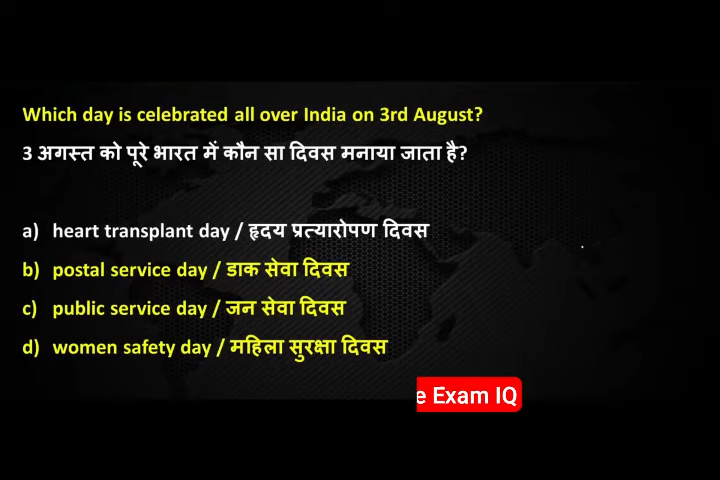 Which day is celebrated all over India on 3rd August?
3 अगस्त को पूरे भारत में कौन सा दिवस मनाया जाता है?
a) heart transplant day / हृदय प्रत्यारोपण दिवस
b) postal service day / डाक सेवा दिवस
c) public service day / जन सेवा दिवस
d) women safety day / महिला सुरक्षा दिवस
e Exam IQ